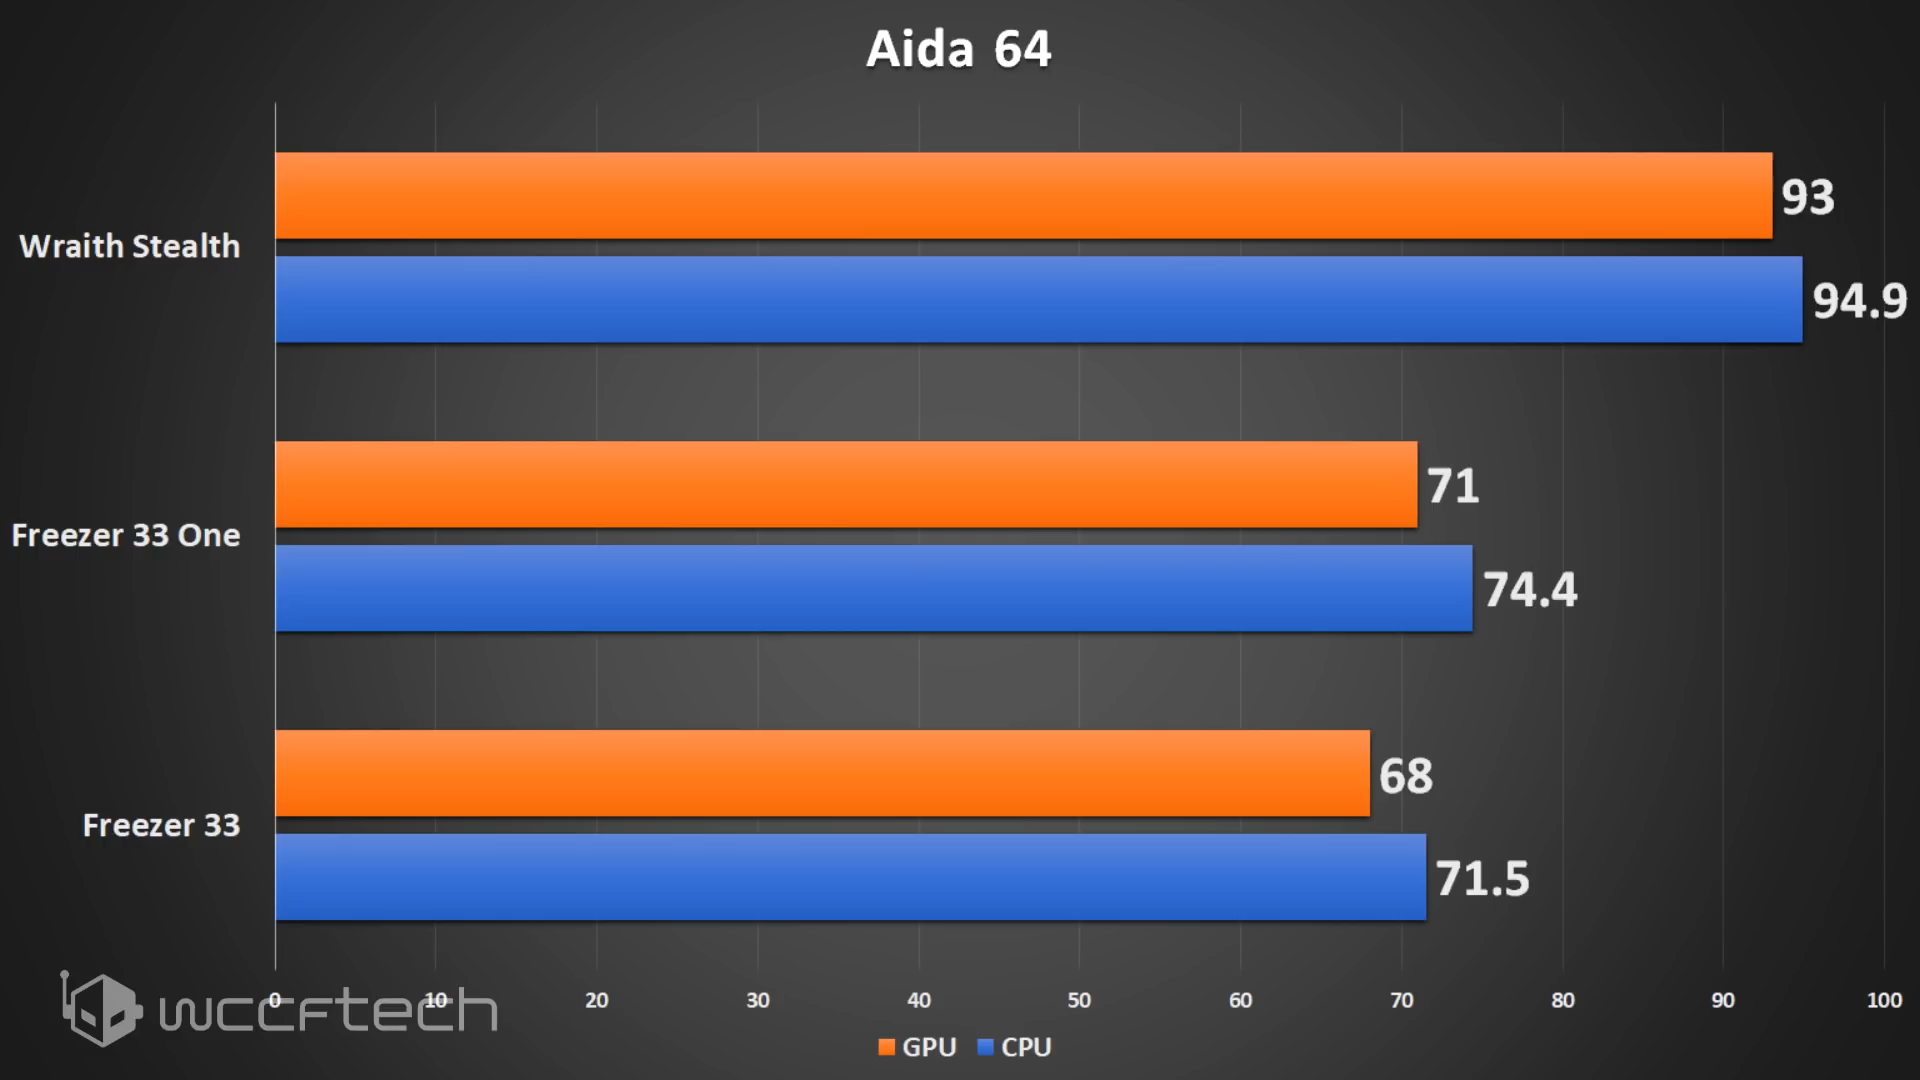 Aida 64
93
Wraith Stealth
94.9
71
Freezer 33 One
74.4
68
Freezer 33
71.5
wccftech
0 10 20 30 40 50 60 70 80 90 100
GPU CPU